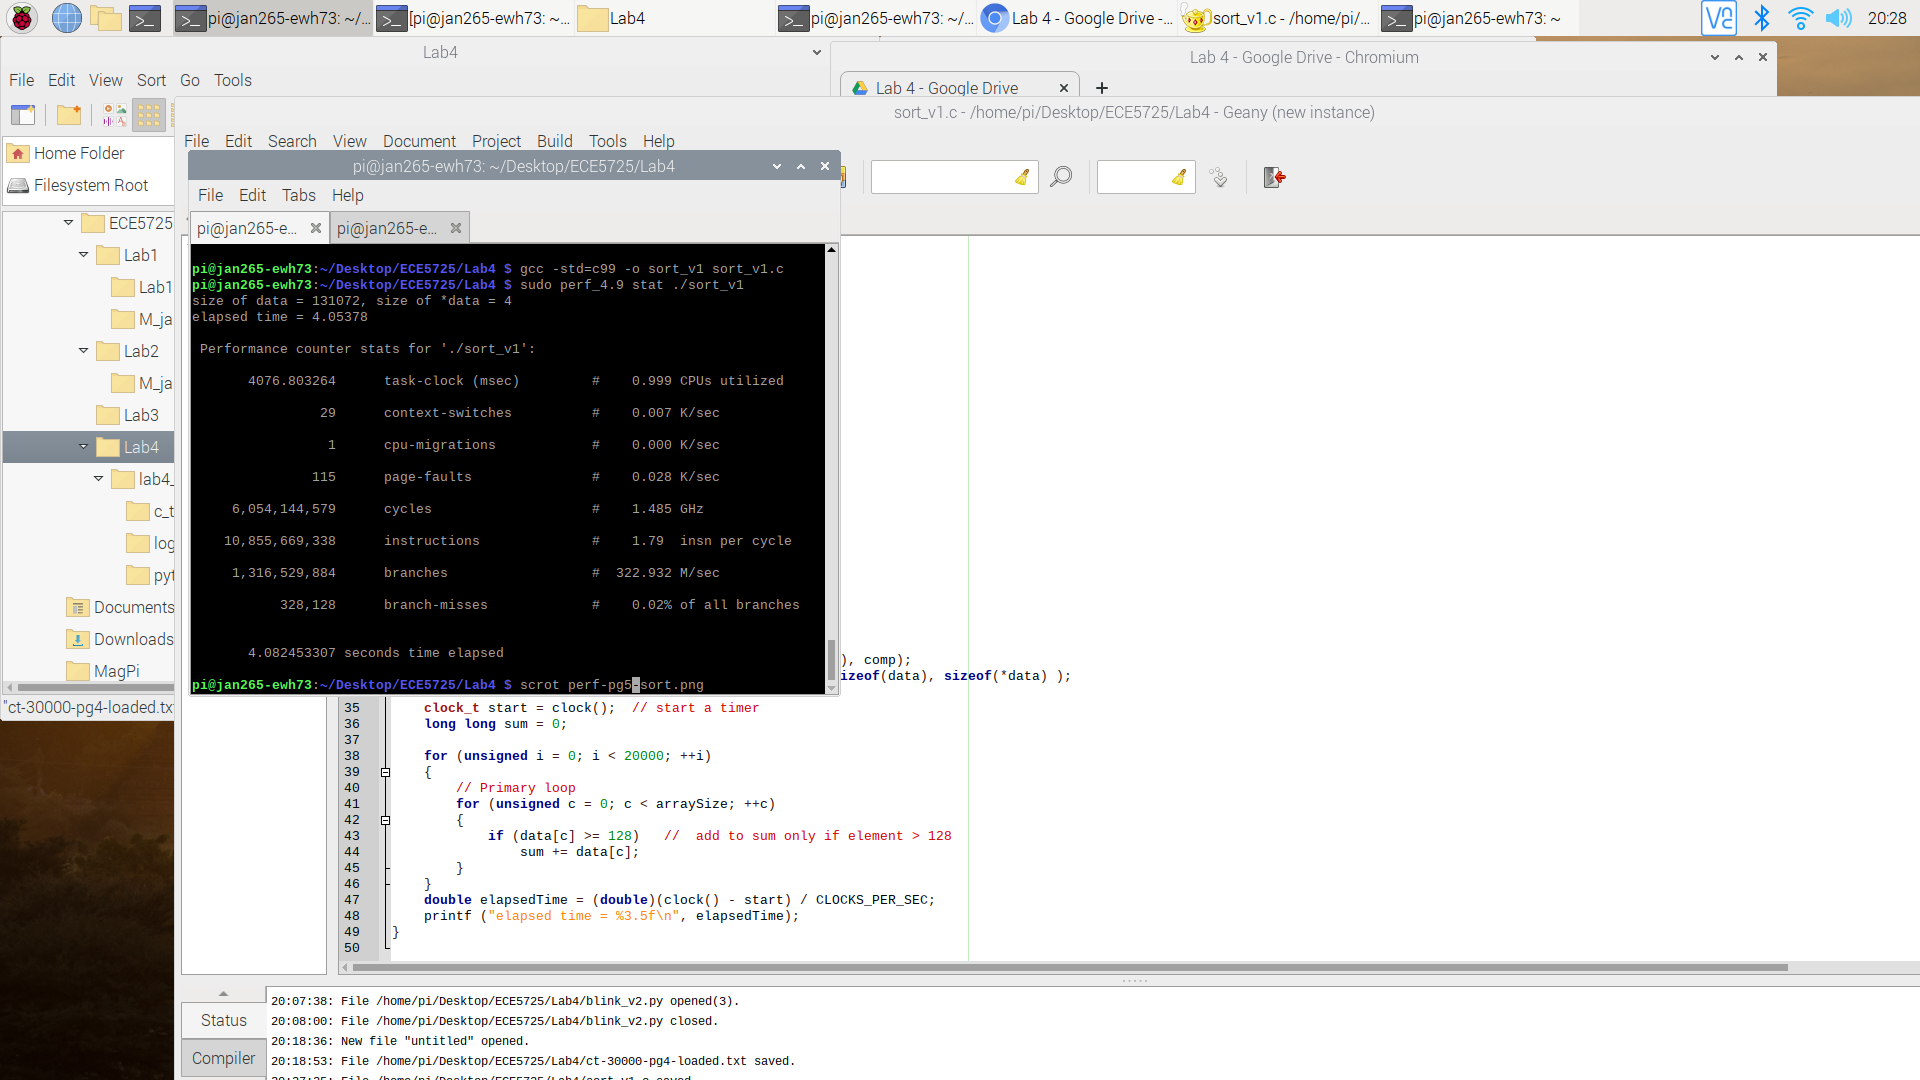 pi@jan265-ewh73: ~/...
[pi@jan265-ewh73: ~...
Lab4
pi@jan265-ewh73: ~/...
Lab 4 - Google Drive -...
sort_v1.c - /home/pi/...
pi@jan265-ewh73: ~
20:28
Lab4
File Edit View Sort Go Tools
Home Folder
Filesystem Root
ECE5725
Lab1
Lab1
M_ja
Lab2
M_ja
Lab3
Lab4
lab4_
c_t
log
pyt
Documents
Downloads
MagPi
"ct-30000-pg4-loaded.tx
Lab 4 - Google Drive - Chromium
Lab 4 - Google Drive
sort_v1.c - /home/pi/Desktop/ECE5725/Lab4 - Geany (new instance)
File Edit Search View Document Project Build Tools Help
pi@jan265-ewh73: ~/Desktop/ECE5725/Lab4
File Edit Tabs Help
pi@jan265-e...
pi@jan265-e...
pi@jan265-ewh73:~/Desktop/ECE5725/Lab4 $ gcc -std=c99 -o sort_v1 sort_v1.c
pi@jan265-ewh73:~/Desktop/ECE5725/Lab4 $ sudo perf_4.9 stat ./sort_v1
size of data = 131072, size of *data = 4
elapsed time = 4.05378
Performance counter stats for './sort_v1':
4076.803264 task-clock (msec) # 0.999 CPUs utilized
29 context-switches # 0.007 K/sec
1 cpu-migrations # 0.000 K/sec
115 page-faults # 0.028 K/sec
6,054,144,579 cycles # 1.485 GHz
10,855,669,338 instructions # 1.79 insn per cycle
1,316,529,884 branches # 322.932 M/sec
328,128 branch-misses # 0.02% of all branches
4.082453307 seconds time elapsed
pi@jan265-ewh73:~/Desktop/ECE5725/Lab4 $ scrot perf-pg5-sort.png
), comp);
izeof(data), sizeof(*data) );
35 clock_t start = clock(); // start a timer
36 long long sum = 0;
37
38 for (unsigned i = 0; i < 20000; ++i)
39 {
40 // Primary loop
41 for (unsigned c = 0; c < arraySize; ++c)
42 {
43 if (data[c] >= 128) // add to sum only if element > 128
44 sum += data[c];
45 }
46 }
47 double elapsedTime = (double)(clock() - start) / CLOCKS_PER_SEC;
48 printf ("elapsed time = %3.5f\n", elapsedTime);
49 }
50
Status
Compiler
20:07:38: File /home/pi/Desktop/ECE5725/Lab4/blink_v2.py opened(3).
20:08:00: File /home/pi/Desktop/ECE5725/Lab4/blink_v2.py closed.
20:18:36: New file "untitled" opened.
20:18:53: File /home/pi/Desktop/ECE5725/Lab4/ct-30000-pg4-loaded.txt saved.